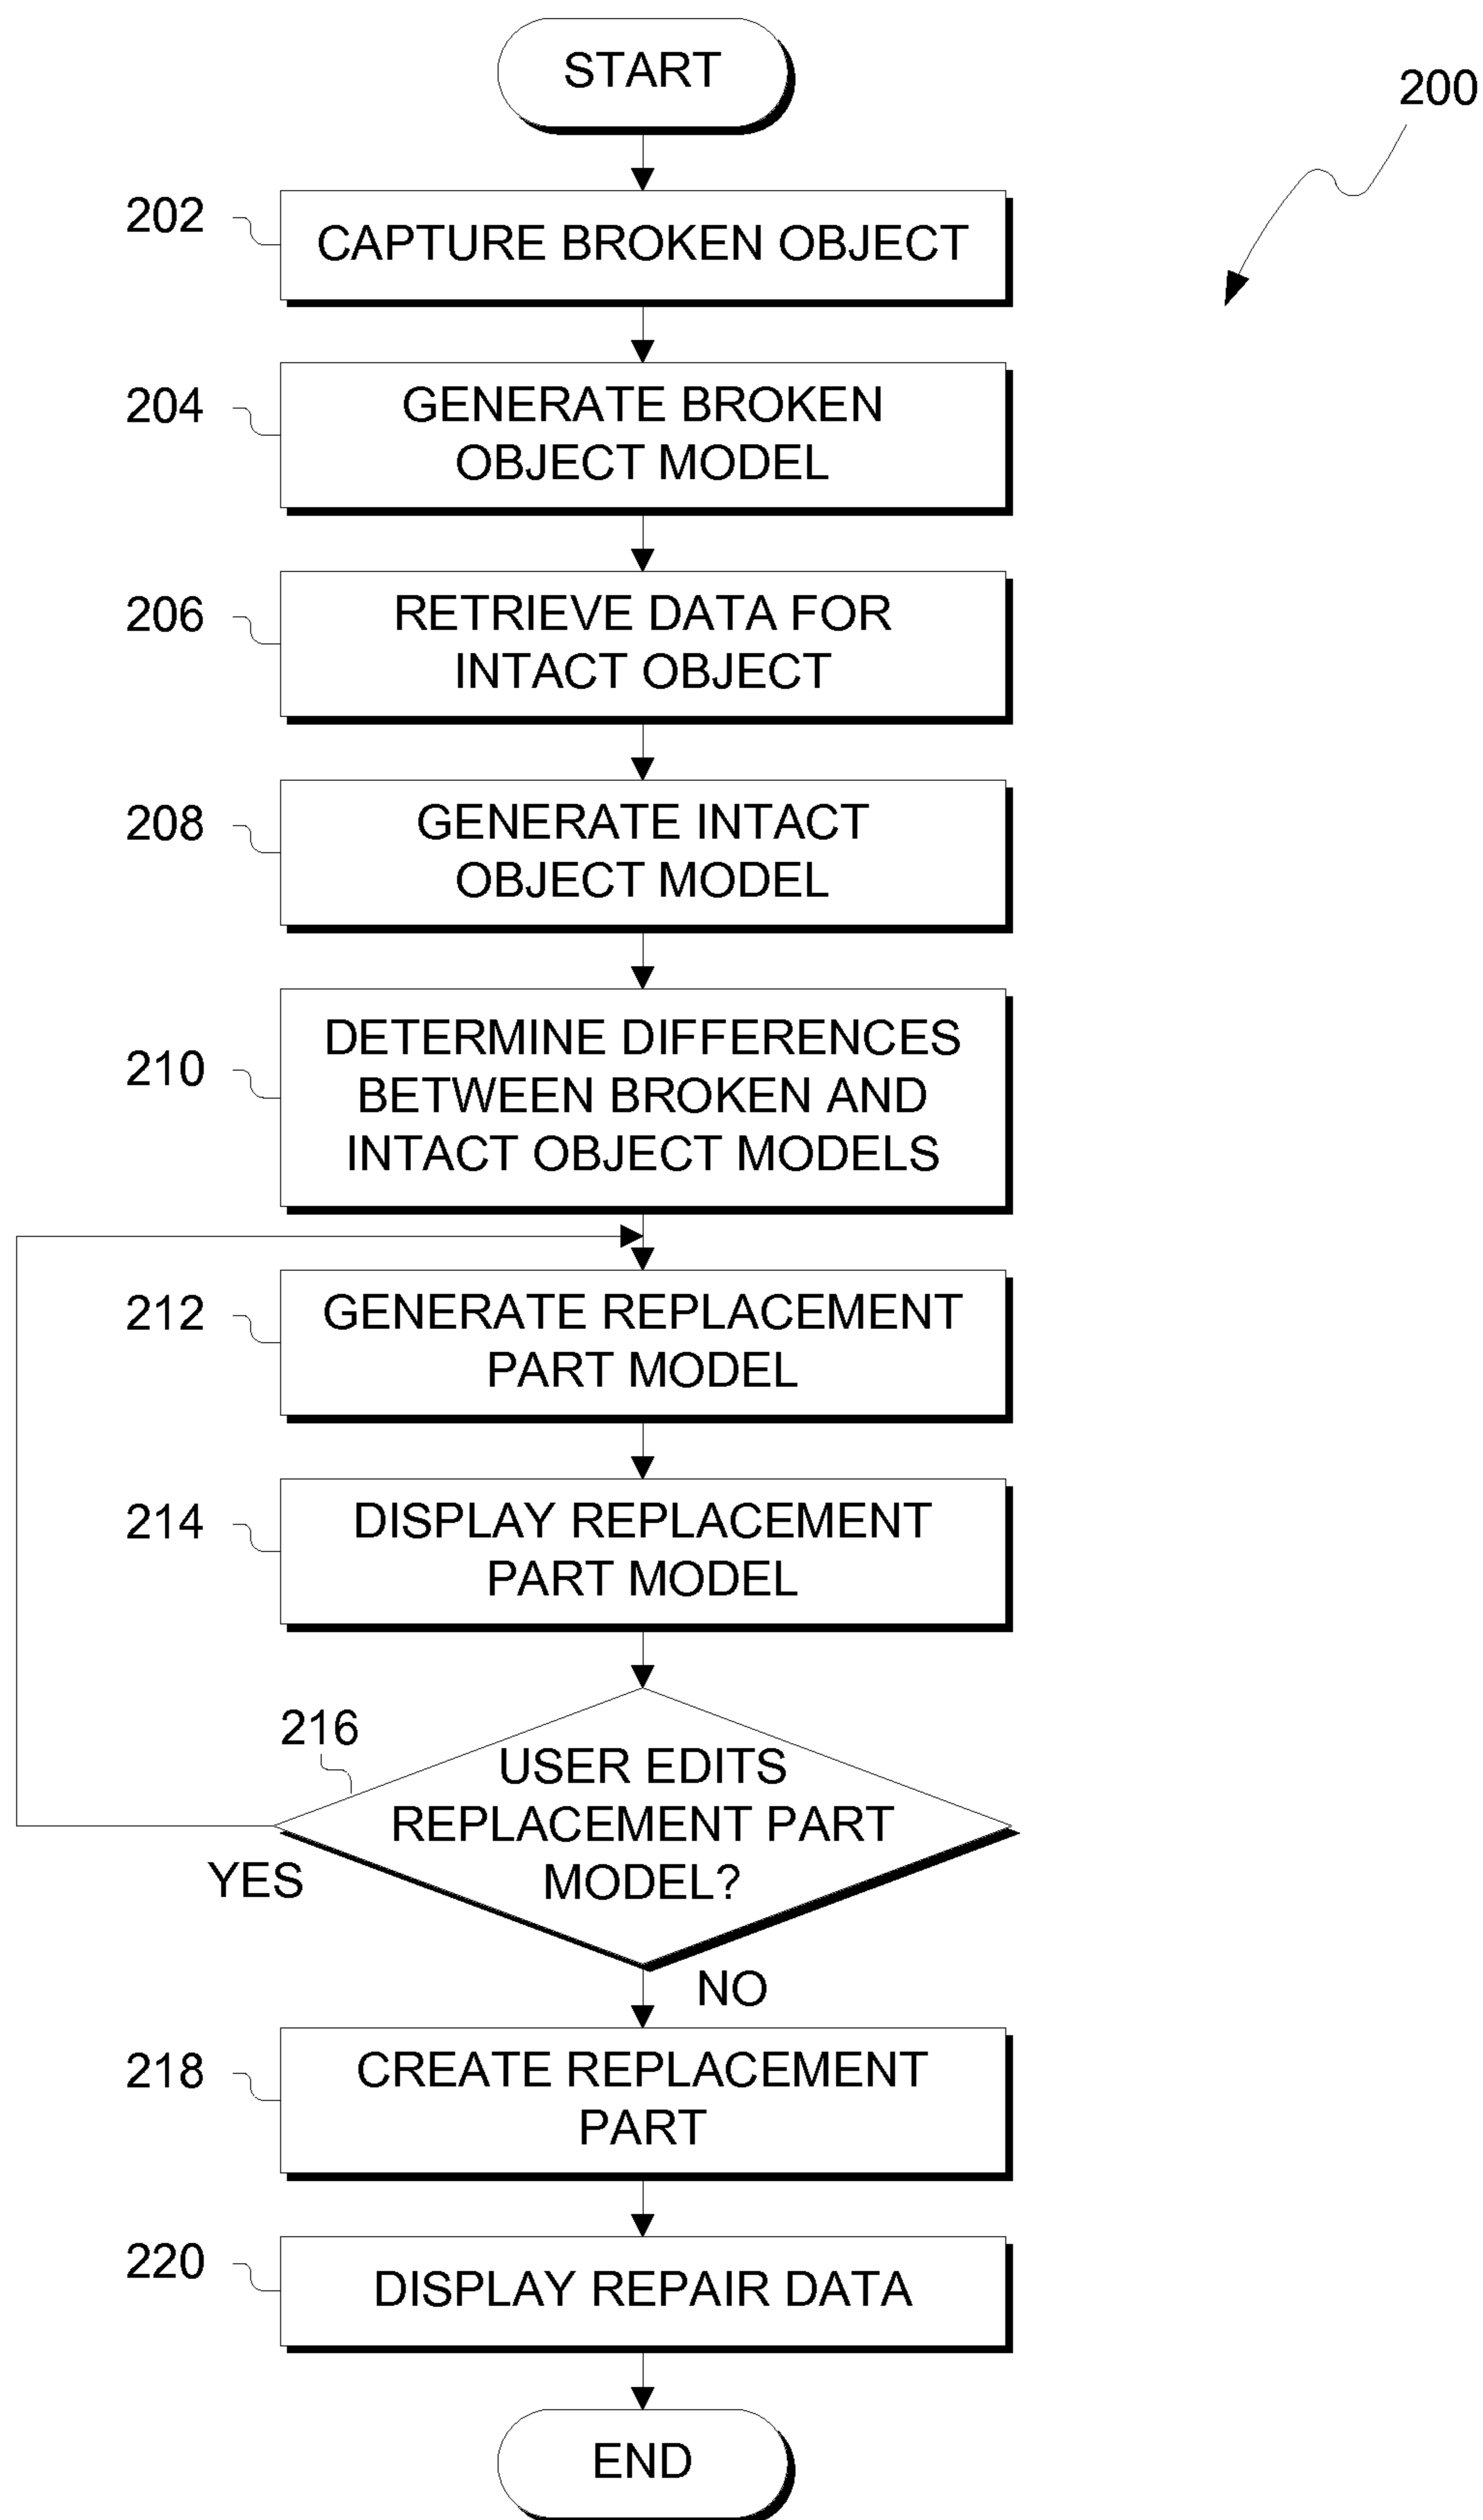 START
200
202
CAPTURE BROKEN OBJECT
204
GENERATE BROKEN
OBJECT MODEL
206
RETRIEVE DATA FOR
INTACT OBJECT
208
GENERATE INTACT
OBJECT MODEL
210
DETERMINE DIFFERENCES
BETWEEN BROKEN AND
INTACT OBJECT MODELS
212
GENERATE REPLACEMENT
PART MODEL
214
DISPLAY REPLACEMENT
PART MODEL
216
USER EDITS
REPLACEMENT PART
MODEL?
YES
NO
218
CREATE REPLACEMENT
PART
220
DISPLAY REPAIR DATA
END